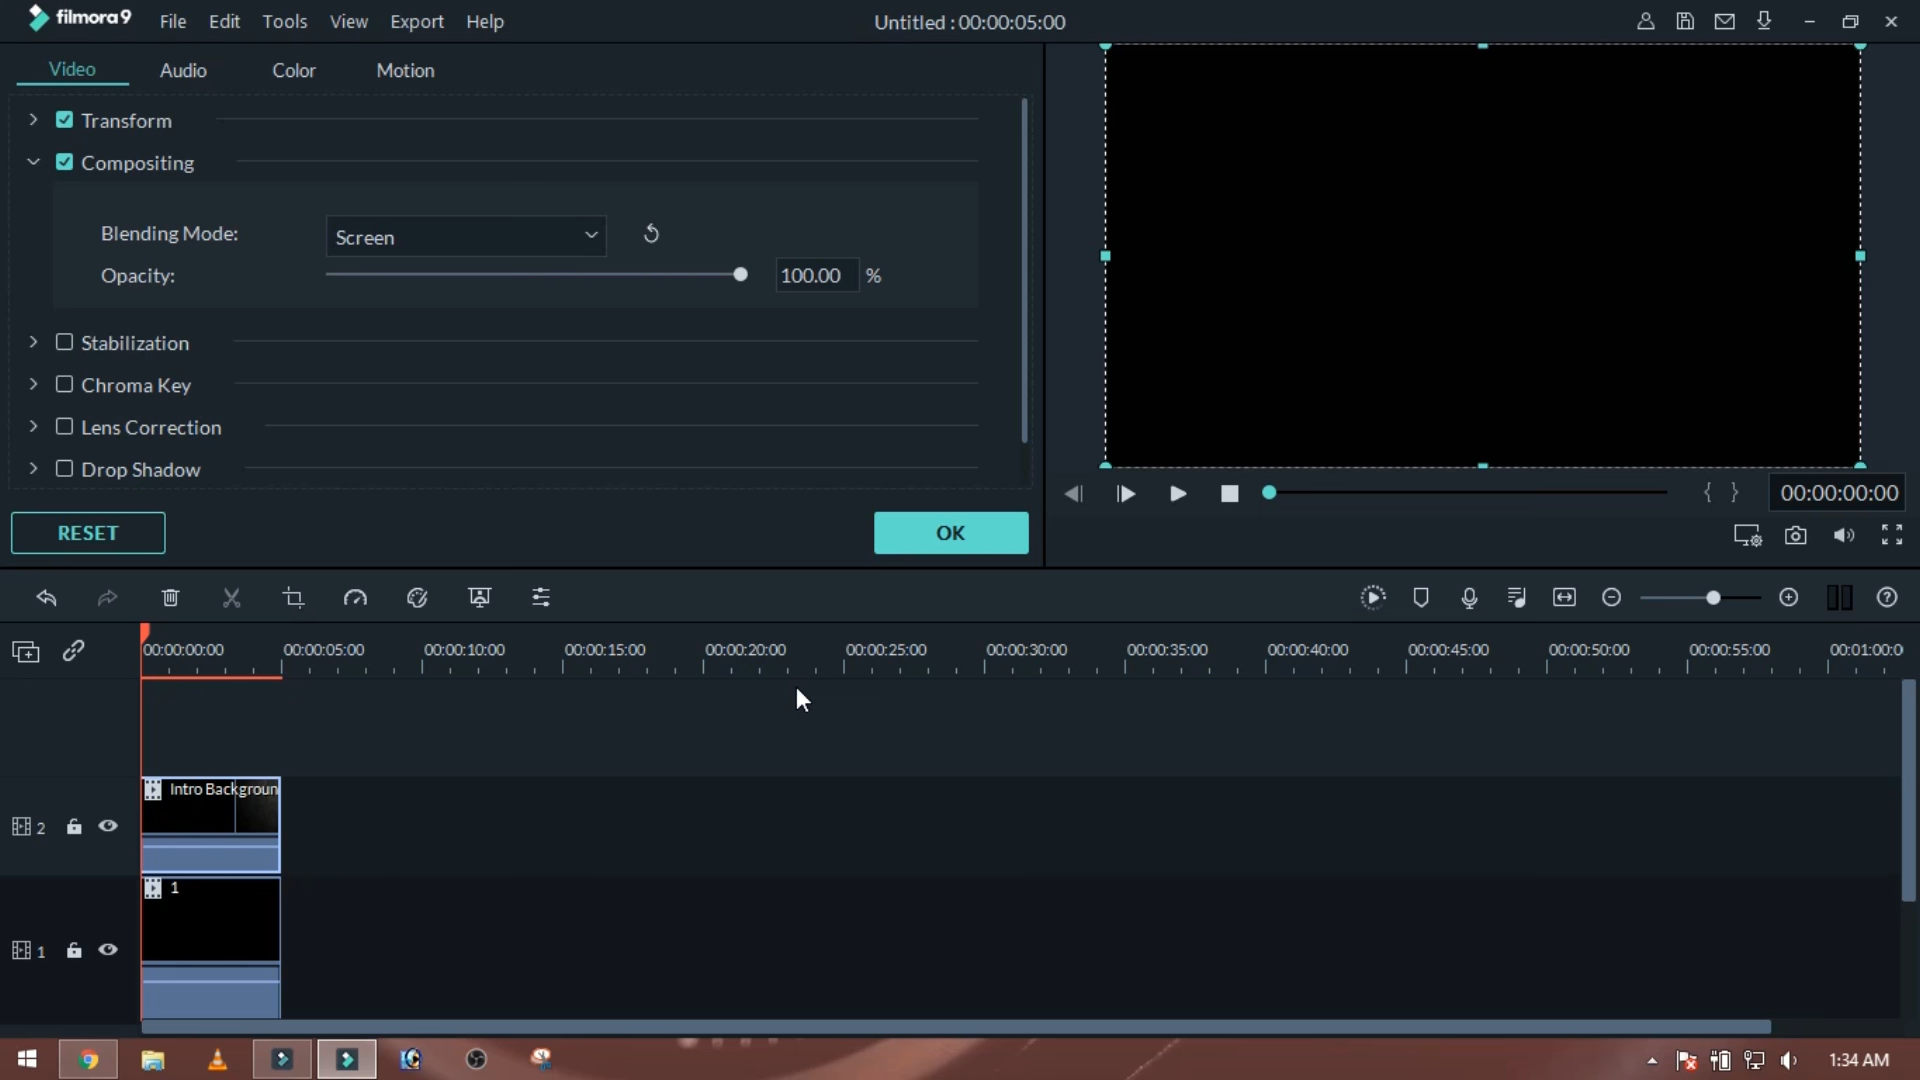 filmora9 File Edit Tools View Export Help Untitled : 00:00:05:00
Video Audio Color Motion
Transform
Compositing
Blending Mode: Screen
Opacity: 100.00 %
Stabilization
Chroma Key
Lens Correction
Drop Shadow
RESET OK
00:00:00:00
00:00:00:00 00:00:05:00 00:00:10:00 00:00:15:00 00:00:20:00 00:00:25:00 00:00:30:00 00:00:35:00 00:00:40:00 00:00:45:00 00:00:50:00 00:00:55:00 00:01:00:0
Intro Backgroun
2
1
1
1:34 AM